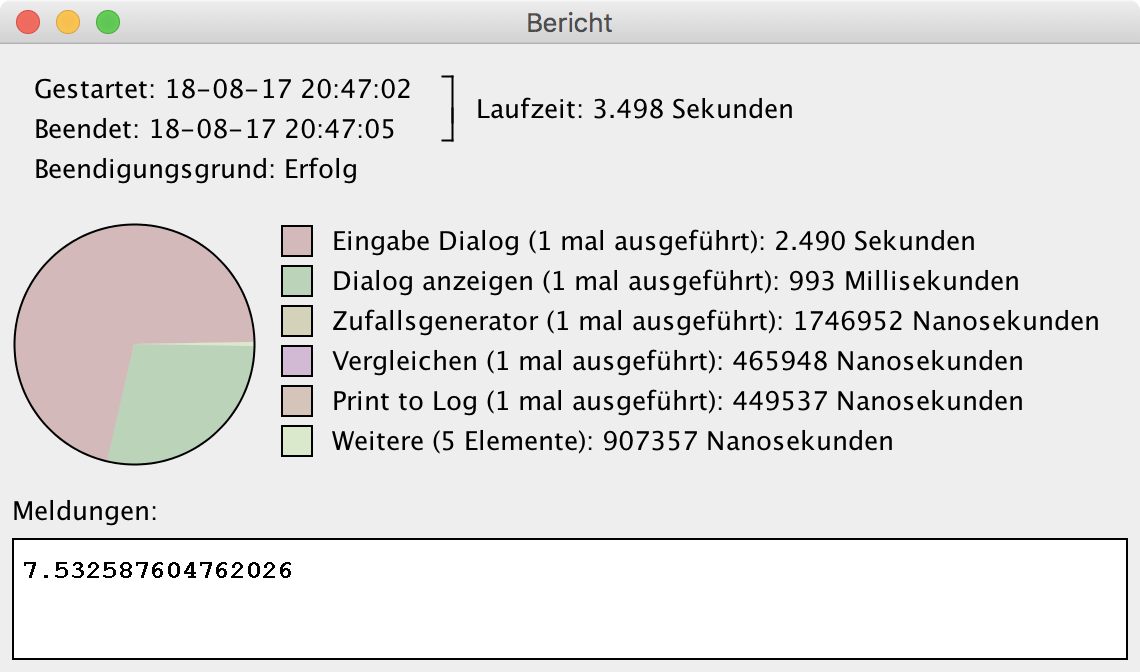 Bericht
Gestartet: 18-08-17 20:47:02
Beendet: 18-08-17 20:47:05
Laufzeit: 3.498 Sekunden
Beendigungsgrund: Erfolg
Eingabe Dialog (1 mal ausgeführt): 2.490 Sekunden
Dialog anzeigen (1 mal ausgeführt): 993 Millisekunden
Zufallsgenerator (1 mal ausgeführt): 1746952 Nanosekunden
Vergleichen (1 mal ausgeführt): 465948 Nanosekunden
Print to Log (1 mal ausgeführt): 449537 Nanosekunden
Weitere (5 Elemente): 907357 Nanosekunden
Meldungen:
7.532587604762026